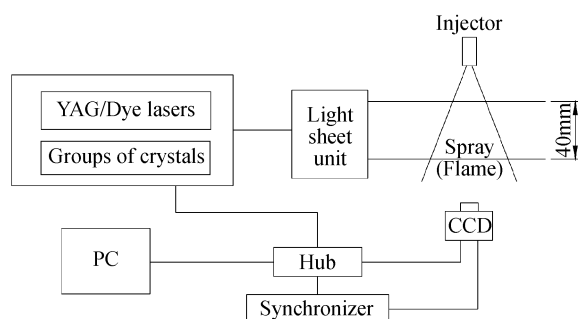 Injector
YAG/Dye lasers
Groups of crystals
Light
sheet
unit
Spray
(Flame)
40mm
CCD
PC
Hub
Synchronizer